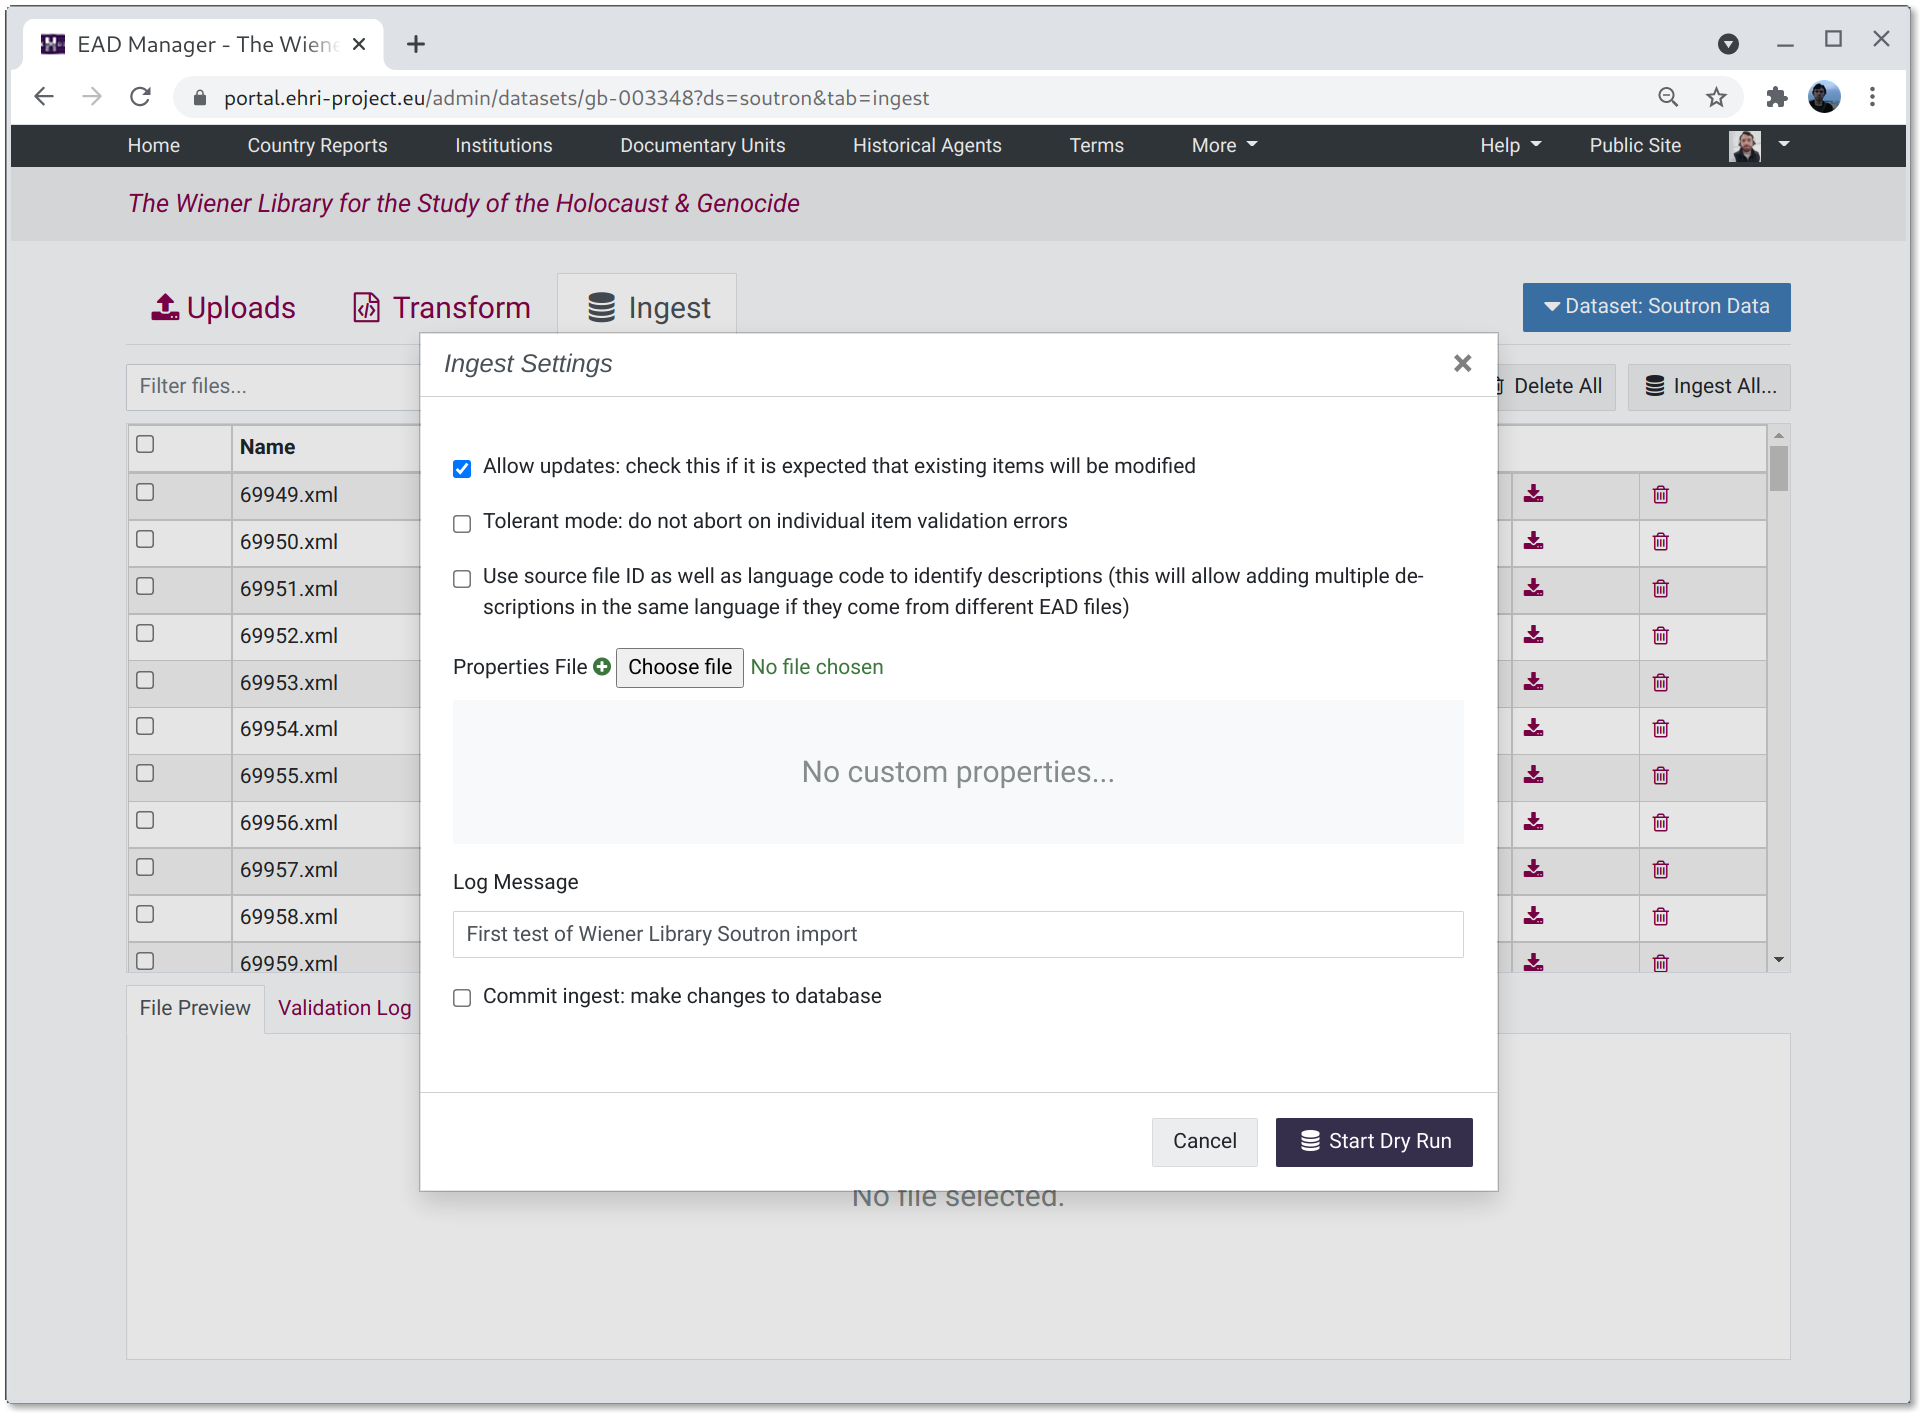 EAD Manager - The Wiene
portal.ehri-project.eu/admin/datasets/gb-003348?ds=soutron&tab=ingest
Home Country Reports Institutions Documentary Units Historical Agents Terms More Help Public Site
The Wiener Library for the Study of the Holocaust & Genocide
Uploads Transform Ingest Dataset: Soutron Data
Filter files... Delete All Ingest All...
Name
69949.xml
69950.xml
69951.xml
69952.xml
69953.xml
69954.xml
69955.xml
69956.xml
69957.xml
69958.xml
69959.xml
File Preview Validation Log
Ingest Settings
Allow updates: check this if it is expected that existing items will be modified
Tolerant mode: do not abort on individual item validation errors
Use source file ID as well as language code to identify descriptions (this will allow adding multiple de-
scriptions in the same language if they come from different EAD files)
Properties File Choose file No file chosen
No custom properties...
Log Message
First test of Wiener Library Soutron import
Commit ingest: make changes to database
Cancel Start Dry Run
No file selected.